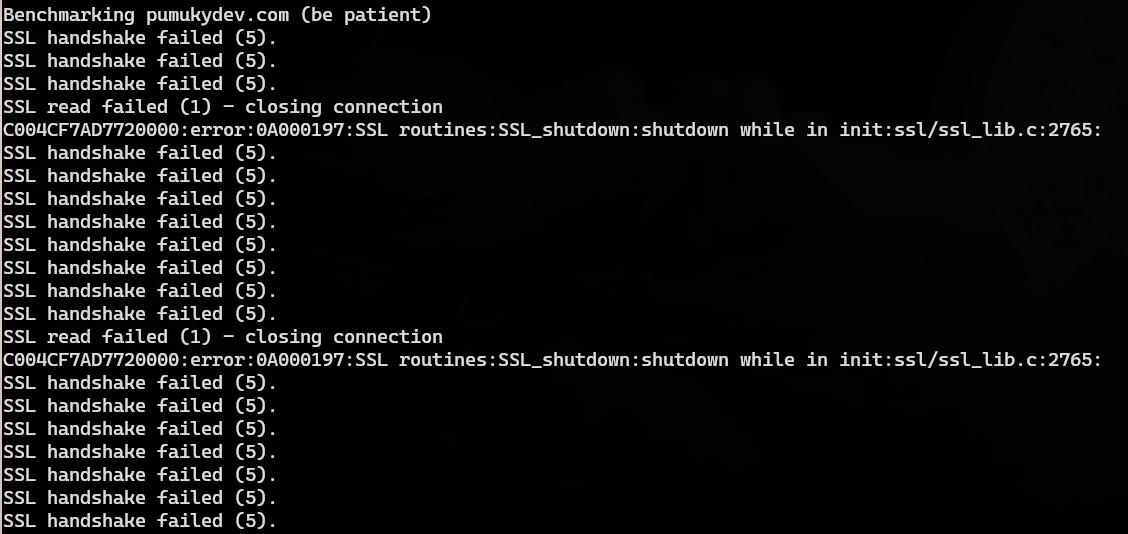 Benchmarking pumukydev.com (be patient)
SSL handshake failed (5).
SSL handshake failed (5).
SSL handshake failed (5).
SSL read failed (1) - closing connection
C004CF7AD7720000:error:0A000197:SSL routines:SSL_shutdown:shutdown while in init:ssl/ssl_lib.c:2765:
SSL handshake failed (5).
SSL handshake failed (5).
SSL handshake failed (5).
SSL handshake failed (5).
SSL handshake failed (5).
SSL handshake failed (5).
SSL handshake failed (5).
SSL handshake failed (5).
SSL read failed (1) - closing connection
C004CF7AD7720000:error:0A000197:SSL routines:SSL_shutdown:shutdown while in init:ssl/ssl_lib.c:2765:
SSL handshake failed (5).
SSL handshake failed (5).
SSL handshake failed (5).
SSL handshake failed (5).
SSL handshake failed (5).
SSL handshake failed (5).
SSL handshake failed (5).